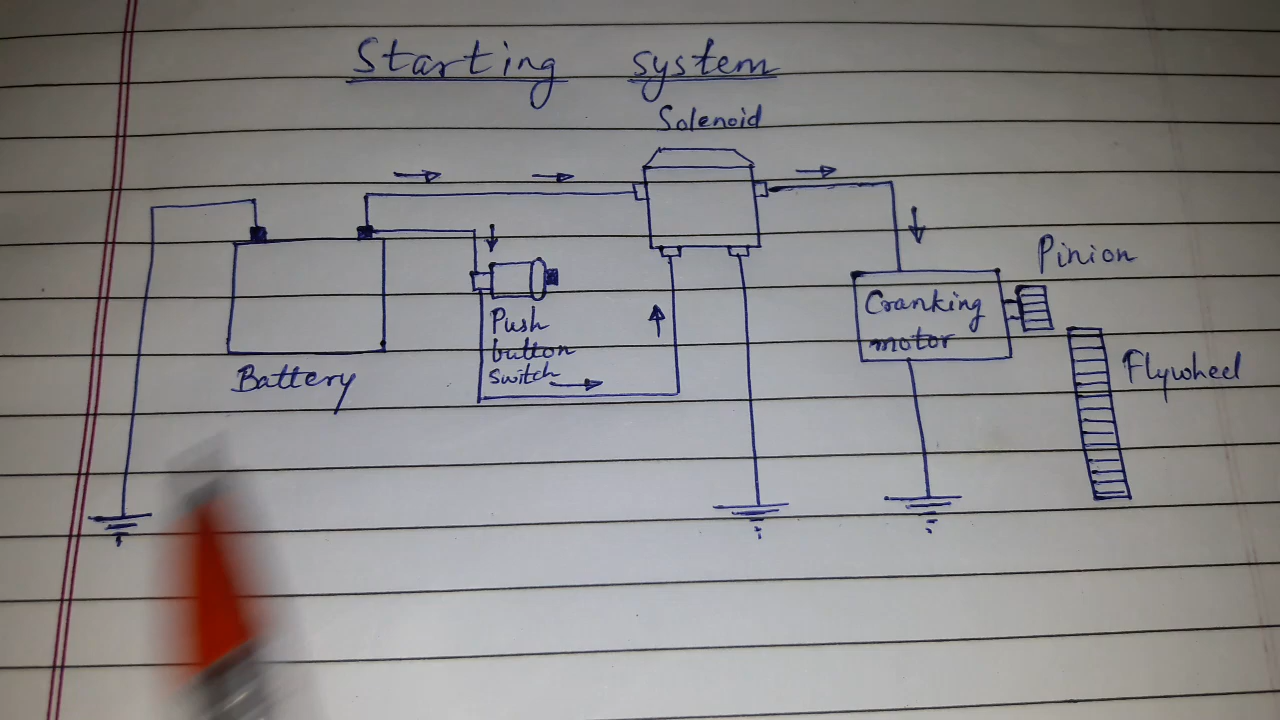 Starting system
Solenoid
Pinion
Cranking
motor
Push
button
switch
Battery
Flywheel